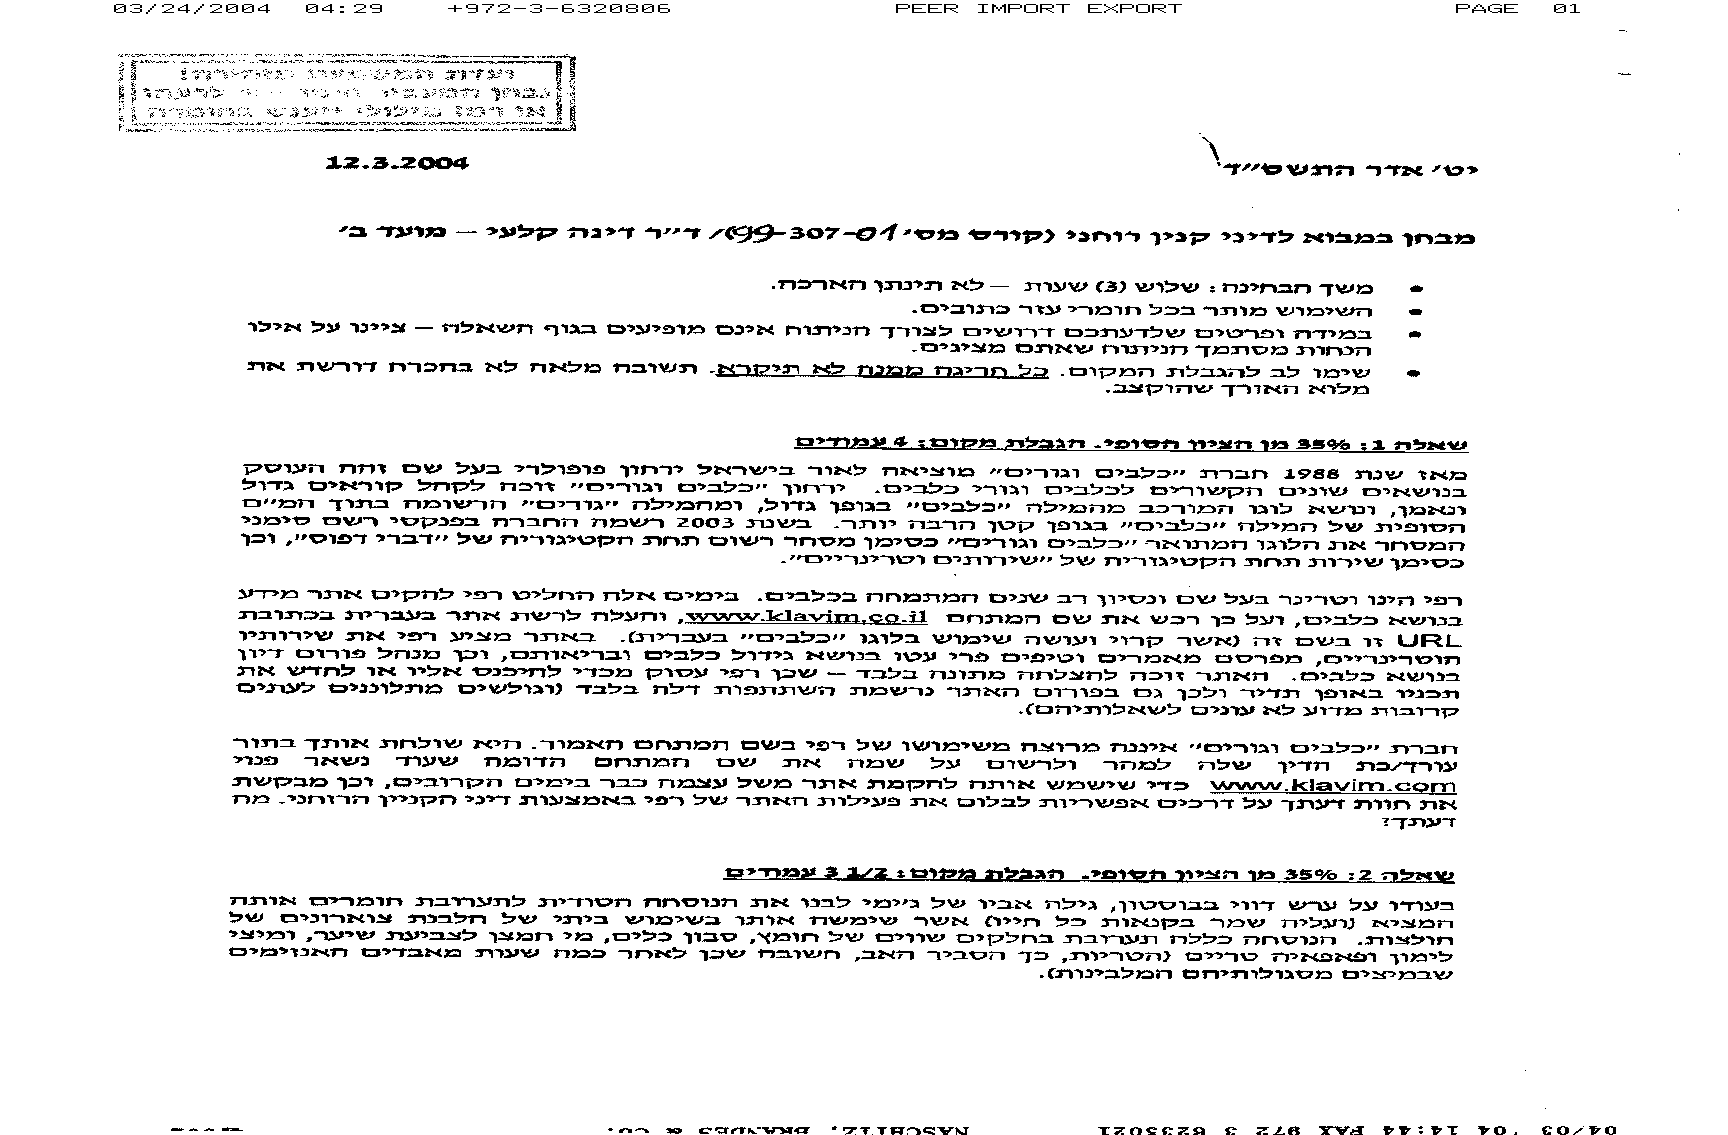 03/24/2004 04:29 +972-3-6320806 PEER IMPORT EXPORT PAGE 01
ועדת המשמעת מזהירה!
נבחן המעביר חומר עזר לרעהו
או רמז מילולי ייענש בחומרה
יט' אדר התשס"ד
12.3.2004
מבחן במבוא לדיני קנין רוחני (קורס מס' 99-307-01)/ ד"ר דינה קלעי – מועד ב'
• משך הבחינה: שלוש (3) שעות – לא תינתן הארכה.
• השימוש מותר בכל חומרי עזר כתובים.
• במידה ופרטים שלדעתכם דרושים לצורך הניתוח אינם מופיעים בגוף השאלה – ציינו על אילו
הנחות מסתמך הניתוח שאתם מציגים.
• שימו לב להגבלת המקום. כל חריגה ממנה לא תיקרא. תשובה מלאה לא בהכרח דורשת את
מלוא האורך שהוקצב.
שאלה 1: 35% מן הציון הסופי. הגבלת מקום: 4 עמודים
מאז שנת 1988 חברת "כלבים וגורים" מוציאה לאור בישראל ירחון פופולרי בעל שם זהה העוסק
בנושאים שונים הקשורים לכלבים וגורי כלבים. ירחון "כלבים וגורים" זוכה לקהל קוראים גדול
ונאמן, ונושא לוגו המורכב מהמילה "כלבים" בגופן גדול, ומהמילה "גורים" הרשומה בתוך המ"ם
הסופית של המילה "כלבים" בגופן קטן הרבה יותר. בשנת 2003 רשמה החברה בפנקסי רשם סימני
המסחר את הלוגו המתואר "כלבים וגורים" כסימן מסחר רשום תחת הקטיגוריה של "דברי דפוס", וכן
כסימן שירות תחת הקטיגוריה של "שירותים וטרינריים".
רפי הינו וטרינר בעל שם ונסיון רב שנים המתמחה בכלבים. בימים אלה החליט רפי להקים אתר מידע
בנושא כלבים, ועל כן רכש את שם המתחם www.klavim.co.il, והעלה לרשת אתר בעברית בכתובת
URL זו בשם זה (אשר קרוי ועושה שימוש בלוגו "כלבים" בעברית). באתר מציע רפי את שירותיו
הוטרינריים, מפרסם מאמרים וטיפים פרי עטו בנושא גידול כלבים ובריאותם, וכן מנהל פורום דיון
בנושא כלבים. האתר זוכה להצלחה מתונה בלבד – שכן רפי עסוק מכדי להיכנס אליו או לחדש את
תכניו באופן תדיר ולכן גם בפורום האתר נרשמת השתתפות דלה בלבד (וגולשים מתלוננים לעתים
קרובות מדוע לא עונים לשאלותיהם).
חברת "כלבים וגורים" איננה מרוצה משימושו של רפי בשם המתחם האמור. היא שולחת אותך בתור
עורד/כת הדין שלה למהר ולרשום על שמה את שם המתחם הדומה שעוד נשאר פנוי
www.klavim.com כדי שישמש אותה להקמת אתר משל עצמה כבר בימים הקרובים, וכן מבקשת
את חוות דעתך על דרכים אפשריות לבלום את פעילות האתר של רפי באמצעות דיני הקניין הרוחני. מה
דעתך?
שאלה 2: 35% מן הציון הסופי. הגבלת מקום: 3 1/2 עמודים
בעודו על ערש דווי בבוסטון, גילה אביו של ג'יימי לבנו את הנוסחה הסודית לתערובת חומרים אותה
המציא (ועליה שמר בקנאות כל חייו) אשר שימשה אותו בשימוש ביתי של הלבנת צוארונים של
חולצות. הנוסחה כללה תערובת בחלקים שווים של חומץ, סבון כלים, מי חמצן לצביעת שיער, ומיצי
לימון ופאפאיה טריים (הטריות, כך הסביר האב, חשובה שכן לאחר כמה שעות מאבדים האנזימים
שבמיצים מסגולותיהם המלבינות).
04/03 '04 14:44 FAX 972 3 6235021 NASCHITZ, BRANDES & CO.